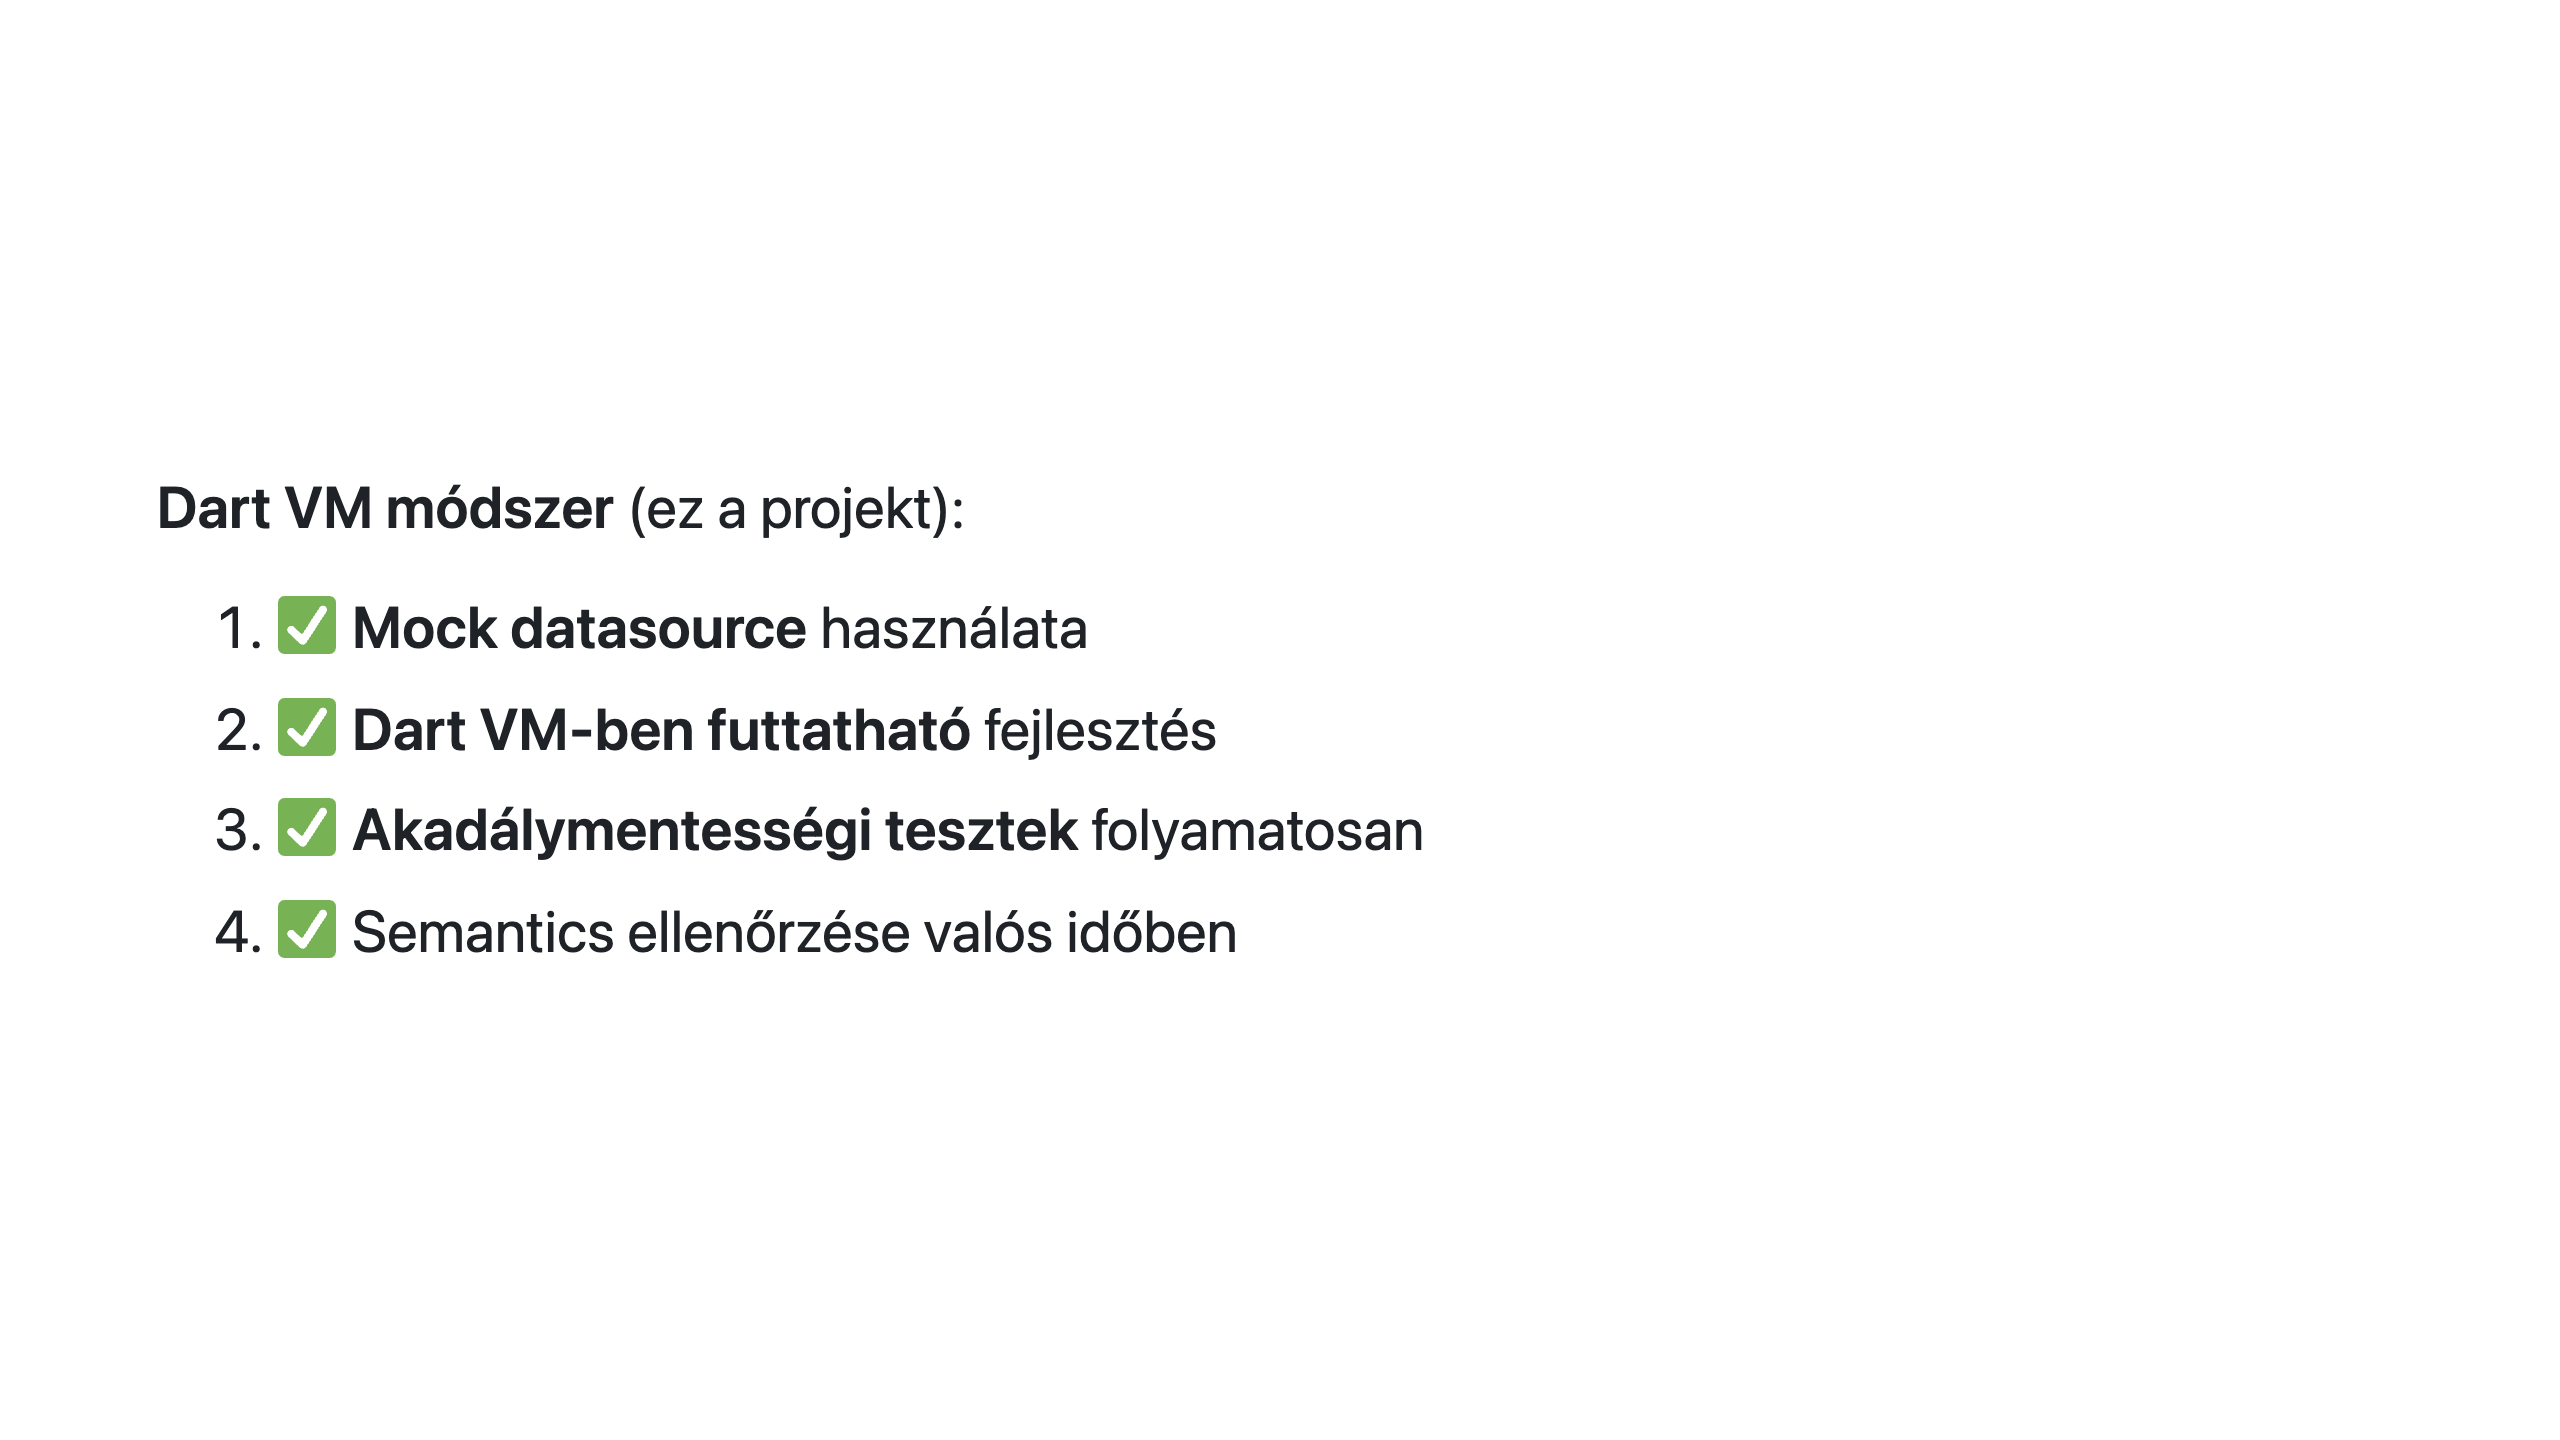 Dart VM módszer (ez a projekt):
1. ✅ Mock datasource használata
2. ✅ Dart VM-ben futtatható fejlesztés
3. ✅ Akadálymentességi tesztek folyamatosan
4. ✅ Semantics ellenőrzése valós időben